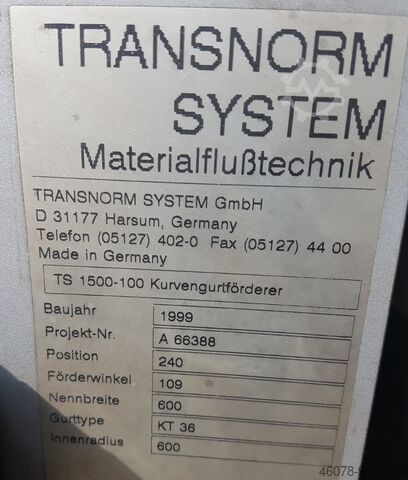 TRANSNORM
SYSTEM
Materialflußtechnik
TRANSNORM SYSTEM GmbH
D 31177 Harsum, Germany
Telefon (05127) 402-0 Fax (05127) 44 00
Made in Germany
TS 1500-100 Kurvengurtförderer
Baujahr 1999
Projekt-Nr. A 66388
Position 240
Förderwinkel 109
Nennbreite 600
Gurttype KT 36
Innenradius 600